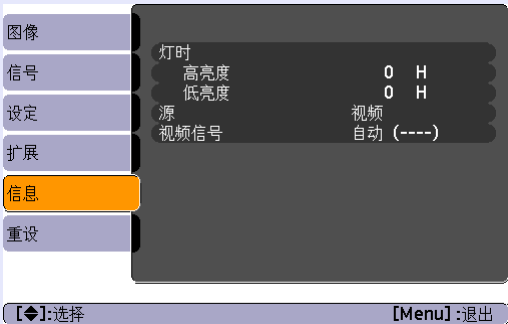 图像
信号
设定
扩展
信息
重设
灯时
高亮度 0 H
低亮度 0 H
源 视频
视频信号 自动 (----)
[◆]:选择 [Menu] :退出